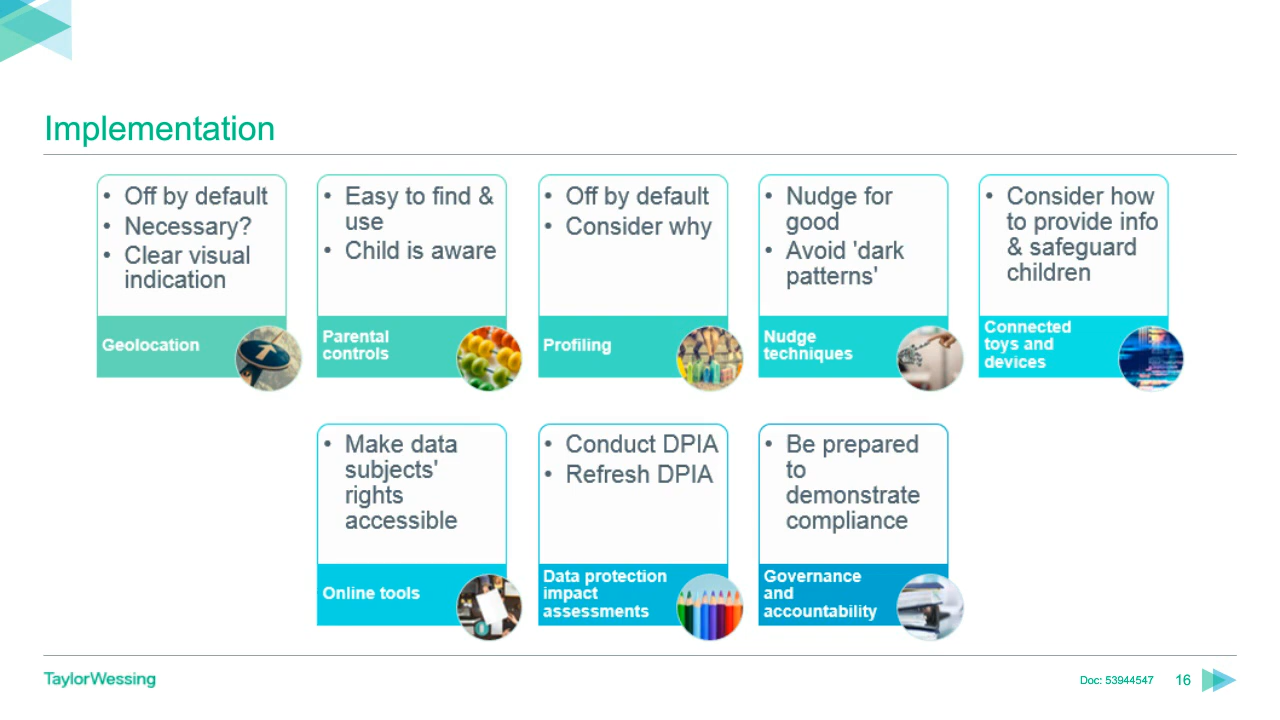 Implementation
• Off by default
• Necessary?
• Clear visual
indication
Geolocation
• Easy to find &
use
• Child is aware
Parental
controls
• Off by default
• Consider why
Profiling
• Nudge for
good
• Avoid 'dark
patterns'
Nudge
techniques
• Consider how
to provide info
& safeguard
children
Connected
toys and
devices
• Make data
subjects'
rights
accessible
Online tools
• Conduct DPIA
• Refresh DPIA
Data protection
impact
assessments
• Be prepared
to
demonstrate
compliance
Governance
and
accountability
TaylorWessing
Doc: 53944547
16